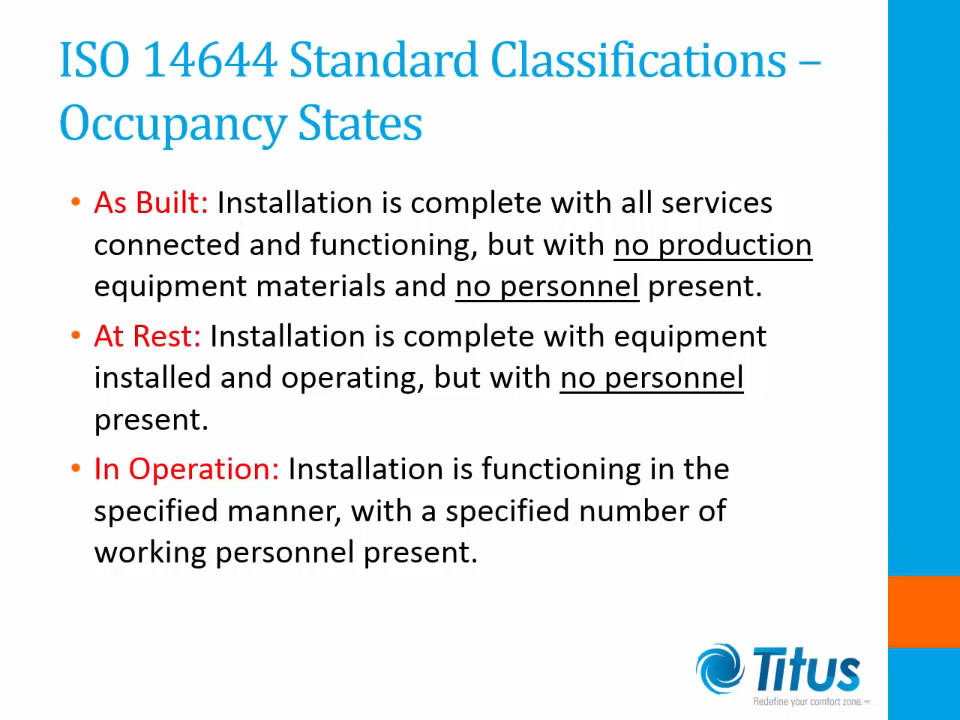 ISO 14644 Standard Classifications –
Occupancy States
• As Built: Installation is complete with all services
connected and functioning, but with no production
equipment materials and no personnel present.
• At Rest: Installation is complete with equipment
installed and operating, but with no personnel
present.
• In Operation: Installation is functioning in the
specified manner, with a specified number of
working personnel present.
Titus
Redefine your comfort zone.™